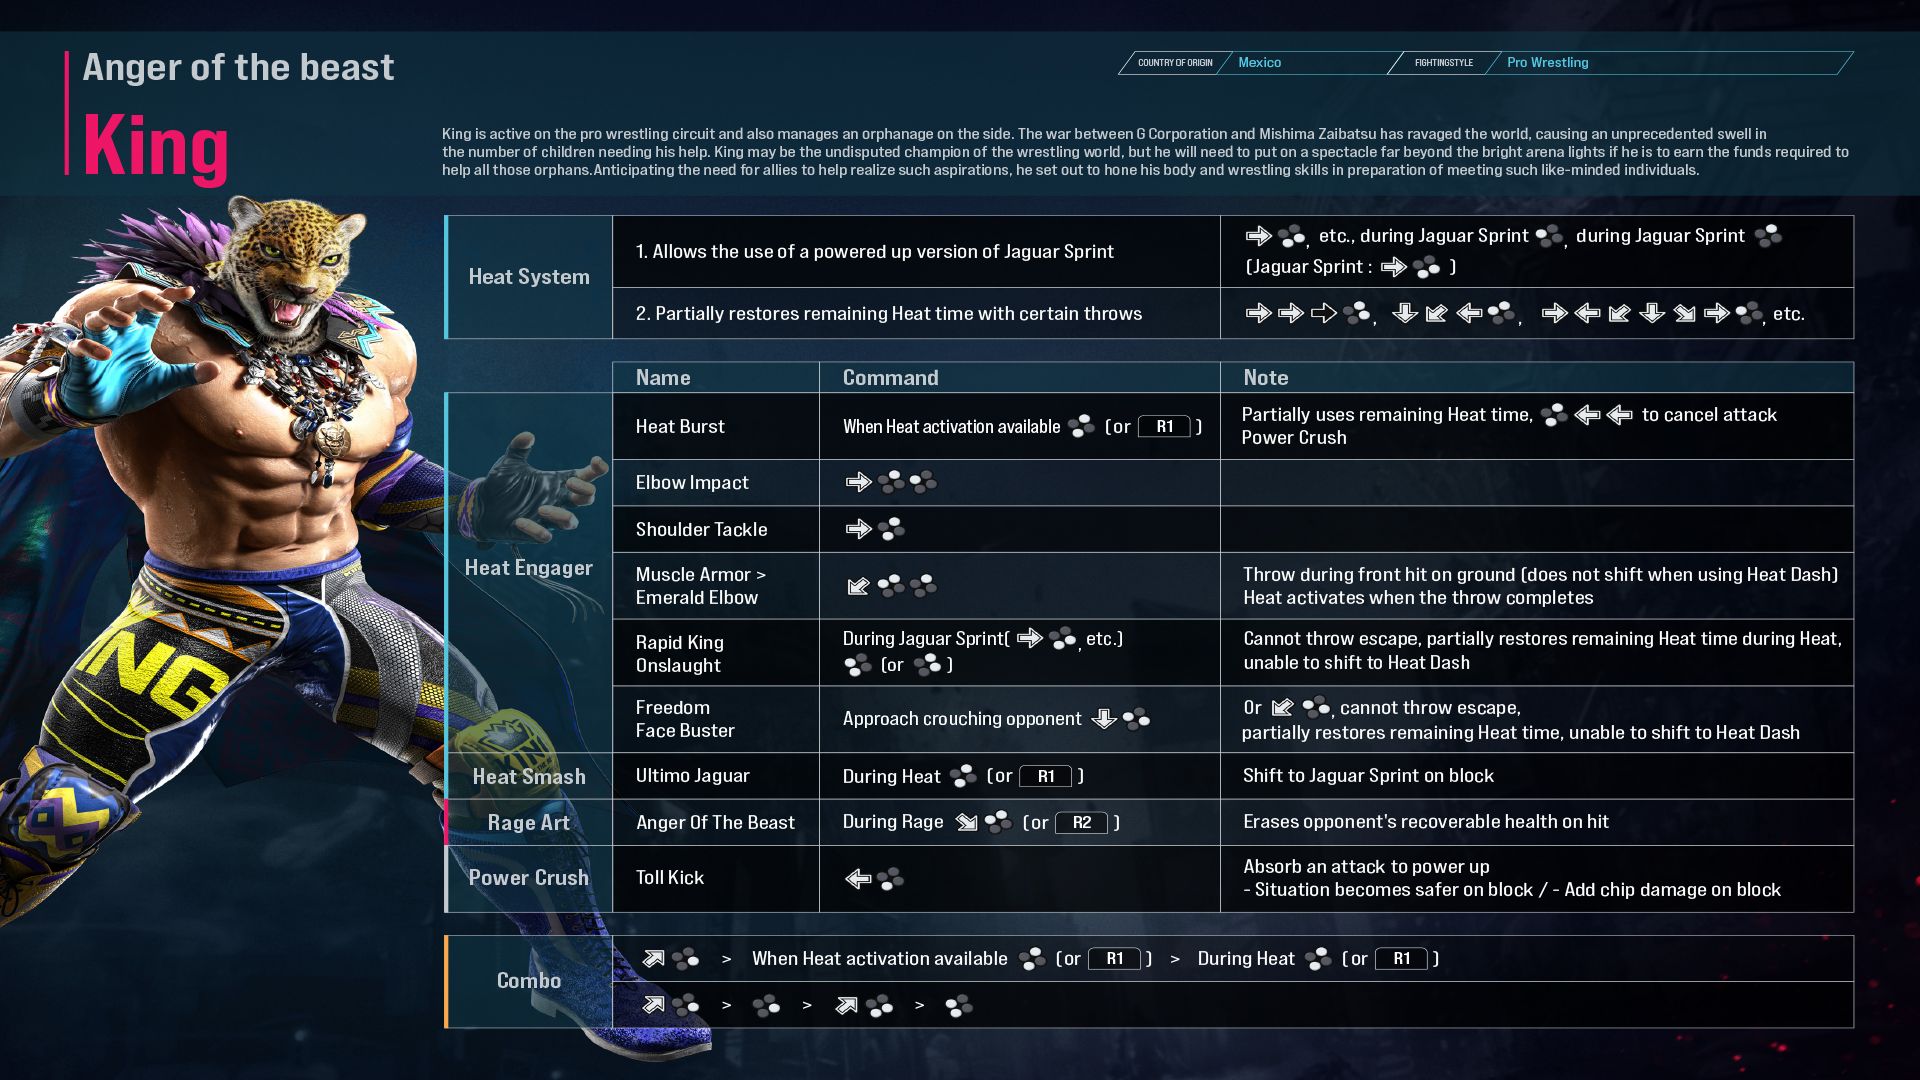 Anger of the beast
King
COUNTRY OF ORIGIN
Mexico
FIGHTINGSTYLE
Pro Wrestling
King is active on the pro wrestling circuit and also manages an orphanage on the side. The war between G Corporation and Mishima Zaibatsu has ravaged the world, causing an unprecedented swell in
the number of children needing his help. King may be the undisputed champion of the wrestling world, but he will need to put on a spectacle far beyond the bright arena lights if he is to earn the funds required to
help all those orphans.Anticipating the need for allies to help realize such aspirations, he set out to hone his body and wrestling skills in preparation of meeting such like-minded individuals.
Heat System
1. Allows the use of a powered up version of Jaguar Sprint
, etc., during Jaguar Sprint , during Jaguar Sprint
(Jaguar Sprint : )
2. Partially restores remaining Heat time with certain throws
, , , etc.
Name
Command
Note
Heat Engager
Heat Burst
When Heat activation available (or R1 )
Partially uses remaining Heat time, to cancel attack
Power Crush
Elbow Impact
Shoulder Tackle
Muscle Armor >
Emerald Elbow
Throw during front hit on ground (does not shift when using Heat Dash)
Heat activates when the throw completes
Rapid King
Onslaught
During Jaguar Sprint( , etc.)
(or )
Cannot throw escape, partially restores remaining Heat time during Heat,
unable to shift to Heat Dash
Freedom
Face Buster
Approach crouching opponent
Or , cannot throw escape,
partially restores remaining Heat time, unable to shift to Heat Dash
Heat Smash
Ultimo Jaguar
During Heat (or R1 )
Shift to Jaguar Sprint on block
Rage Art
Anger Of The Beast
During Rage (or R2 )
Erases opponent's recoverable health on hit
Power Crush
Toll Kick
Absorb an attack to power up
- Situation becomes safer on block / - Add chip damage on block
Combo
> When Heat activation available (or R1 ) > During Heat (or R1 )
> > >
KING